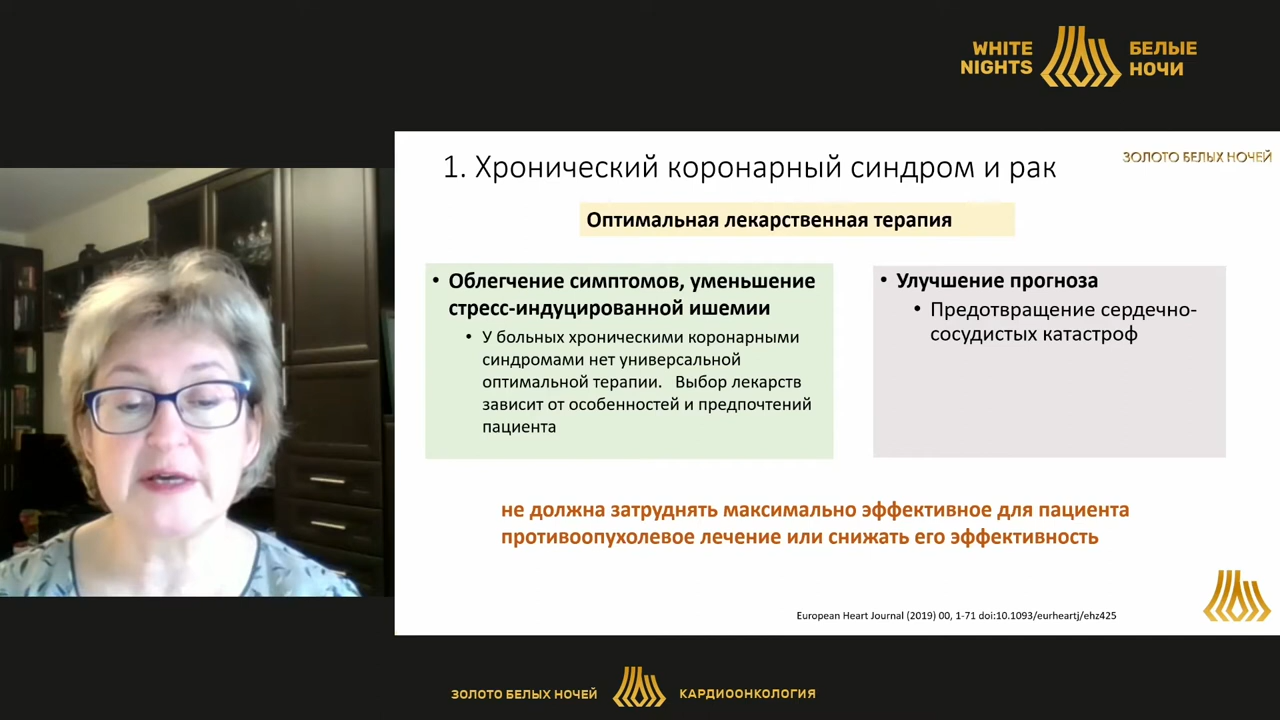 WHITE
NIGHTS
БЕЛЫЕ
НОЧИ
ЗОЛОТО БЕЛЫХ НОЧЕЙ
1. Хронический коронарный синдром и рак
Оптимальная лекарственная терапия
• Облегчение симптомов, уменьшение
стресс-индуцированной ишемии
• У больных хроническими коронарными
синдромами нет универсальной
оптимальной терапии. Выбор лекарств
зависит от особенностей и предпочтений
пациента
• Улучшение прогноза
• Предотвращение сердечно-
сосудистых катастроф
не должна затруднять максимально эффективное для пациента
противоопухолевое лечение или снижать его эффективность
European Heart Journal (2019) 00, 1-71 doi:10.1093/eurheartj/ehz425
ЗОЛОТО БЕЛЫХ НОЧЕЙ
КАРДИООНКОЛОГИЯ